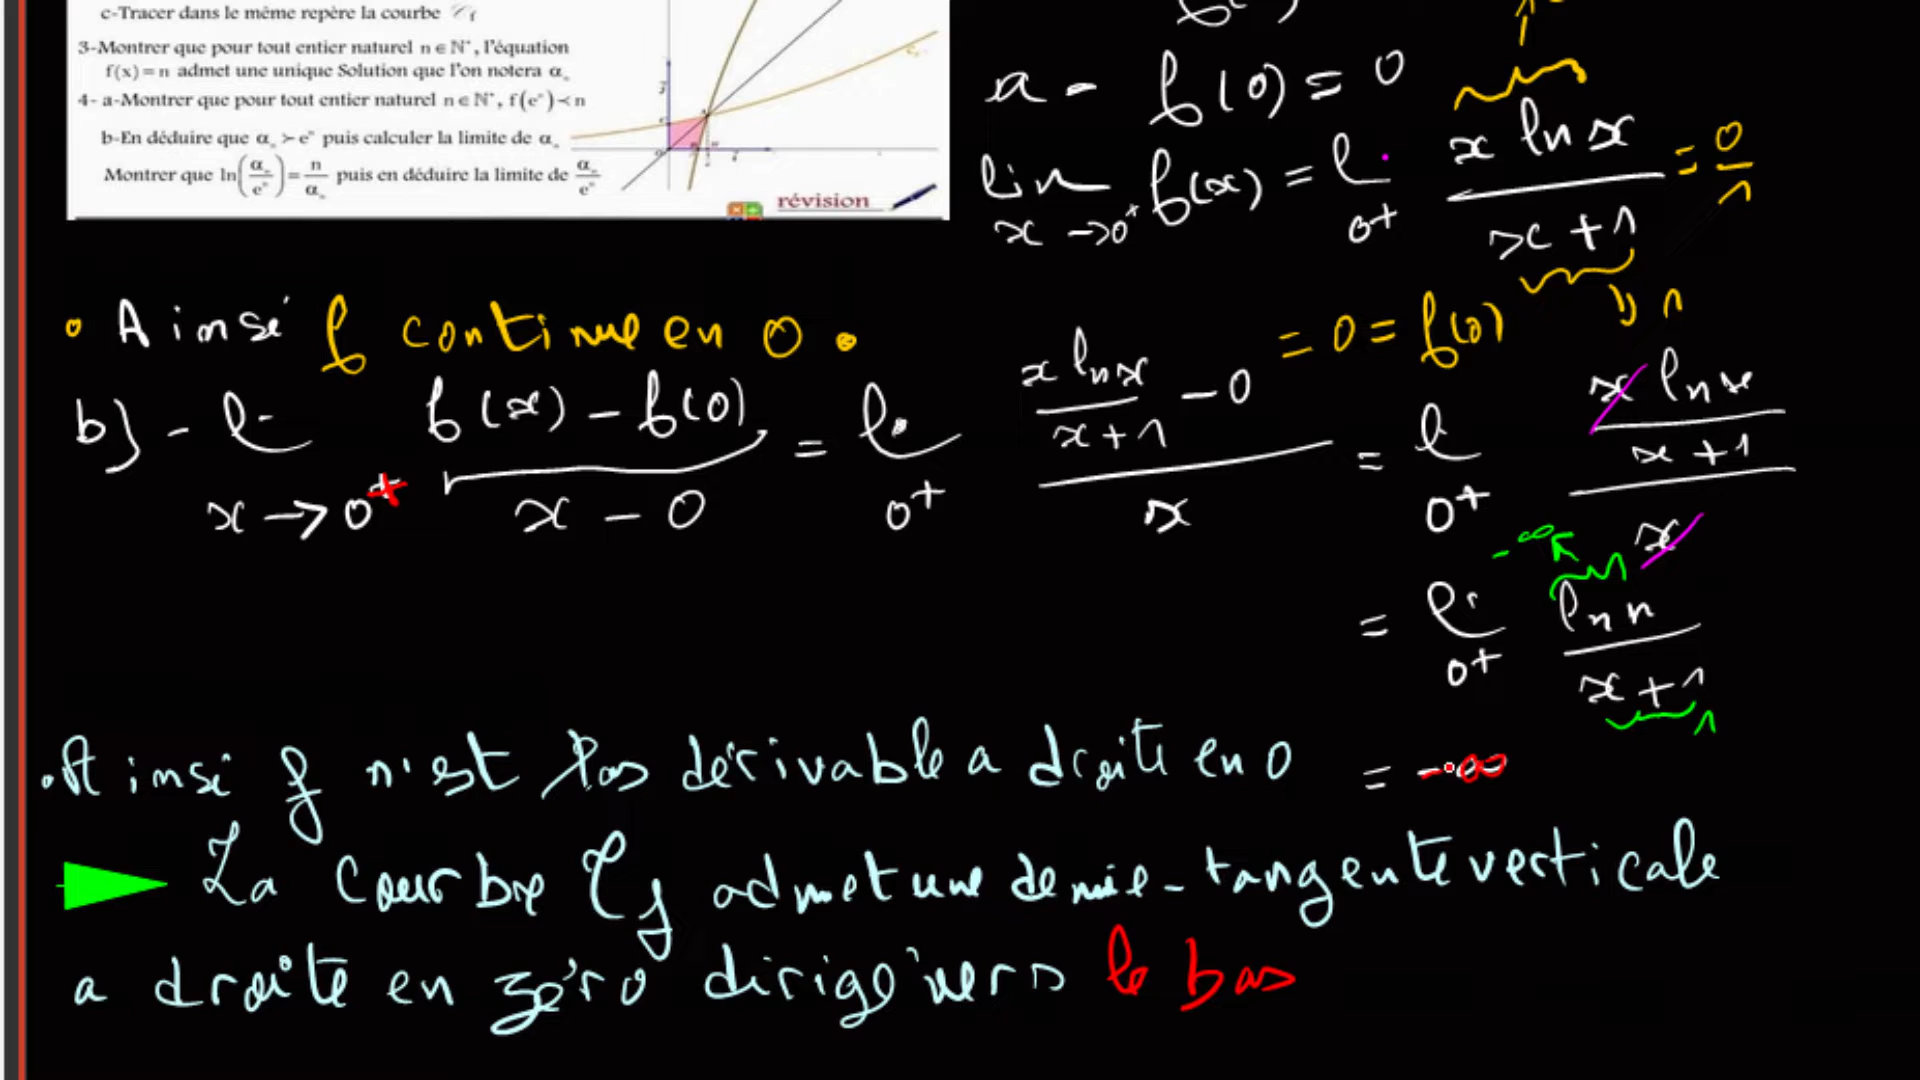 c-Tracer dans le même repère la courbe 𝒞f
3-Montrer que pour tout entier naturel n ∈ ℕ*, l'équation
f(x) = n admet une unique Solution que l'on notera αₙ
4- a-Montrer que pour tout entier naturel n ∈ ℕ*, f(eⁿ) ≺ n
b-En déduire que αₙ ≻ eⁿ puis calculer la limite de αₙ
Montrer que ln(αₙ/eⁿ) = n/αₙ puis en déduire la limite de αₙ/eⁿ
révision
a - f(0) = 0
lim x→0⁺ f(x) = l. 0+ x ln x / x + 1 = 0/1
1
= 0 = f(0)
• Ainsi f continue en 0 .
b) - l x → 0+ f(x) - f(0) / x - 0 = l. 0+ (x ln x / x+1 - 0) / x = l 0+ (x ln x / x+1) / x
= l 0+ ln x / x + 1
-∞
1
= -∞
. Ainsi f n'est pas dérivable a droite en 0
La Courbe Cf admet une demie-tangente verticale
a droite en zéro dirigé vers le bas